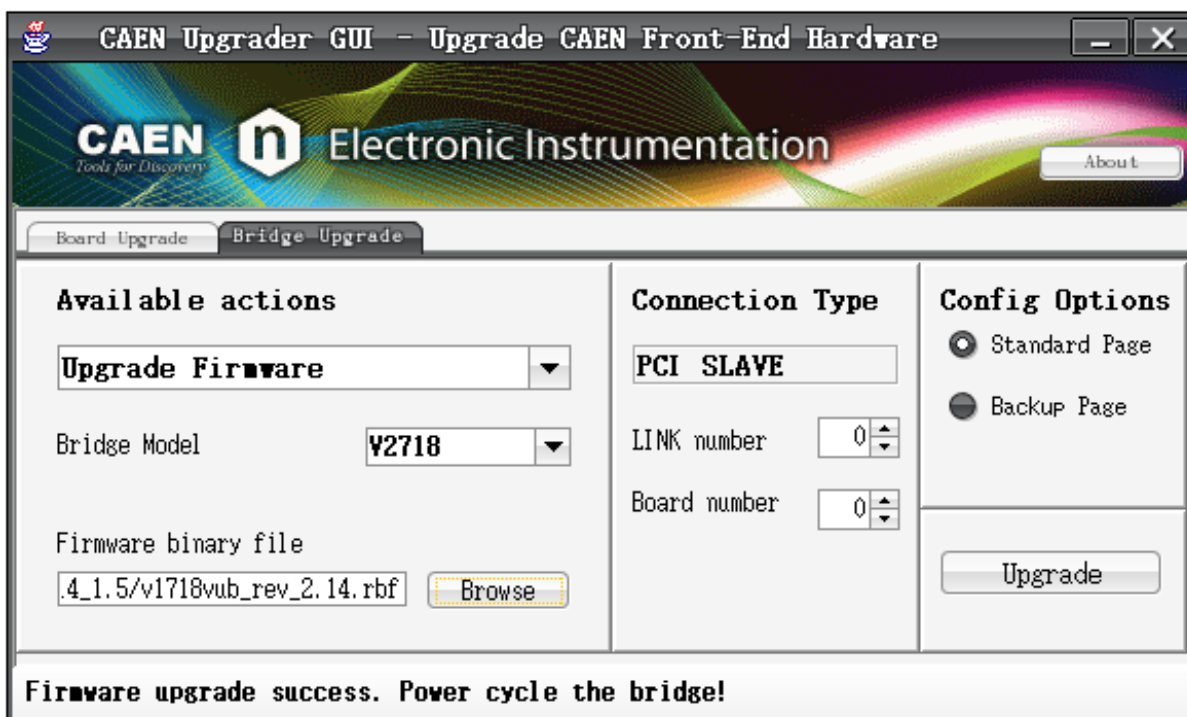 CAEN Upgrader GUI - Upgrade CAEN Front-End Hardware
CAEN n Electronic Instrumentation
Tools for Discovery
About
Board Upgrade Bridge Upgrade
Available actions
Upgrade Firmware
Bridge Model V2718
Firmware binary file
.4_1.5/v1718vub_rev_2.14.rbf Browse
Connection Type
PCI SLAVE
LINK number 0
Board number 0
Config Options
Standard Page
Backup Page
Upgrade
Firmware upgrade success. Power cycle the bridge!